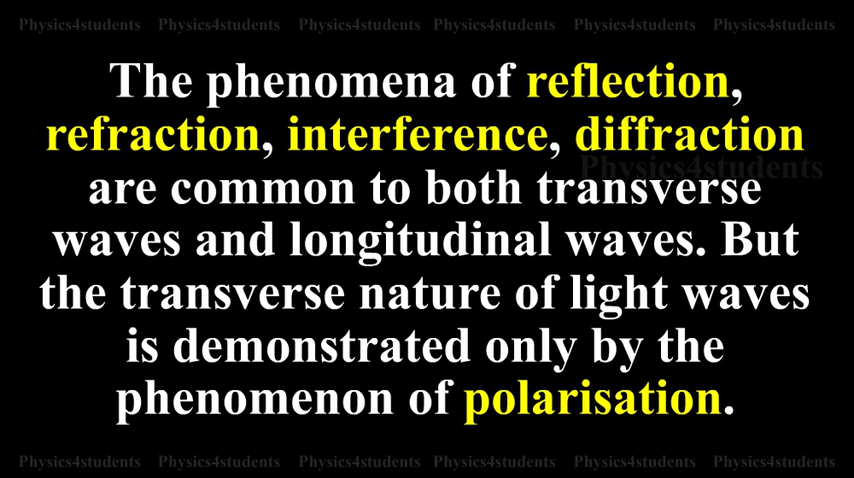 Physics4students Physics4students Physics4students Physics4students Physics4students Physics4students
The phenomena of reflection,
refraction, interference, diffraction
Physics4students
are common to both transverse
waves and longitudinal waves. But
the transverse nature of light waves
is demonstrated only by the
phenomenon of polarisation.
Physics4students Physics4students Physics4students Physics4students Physics4students Physics4students